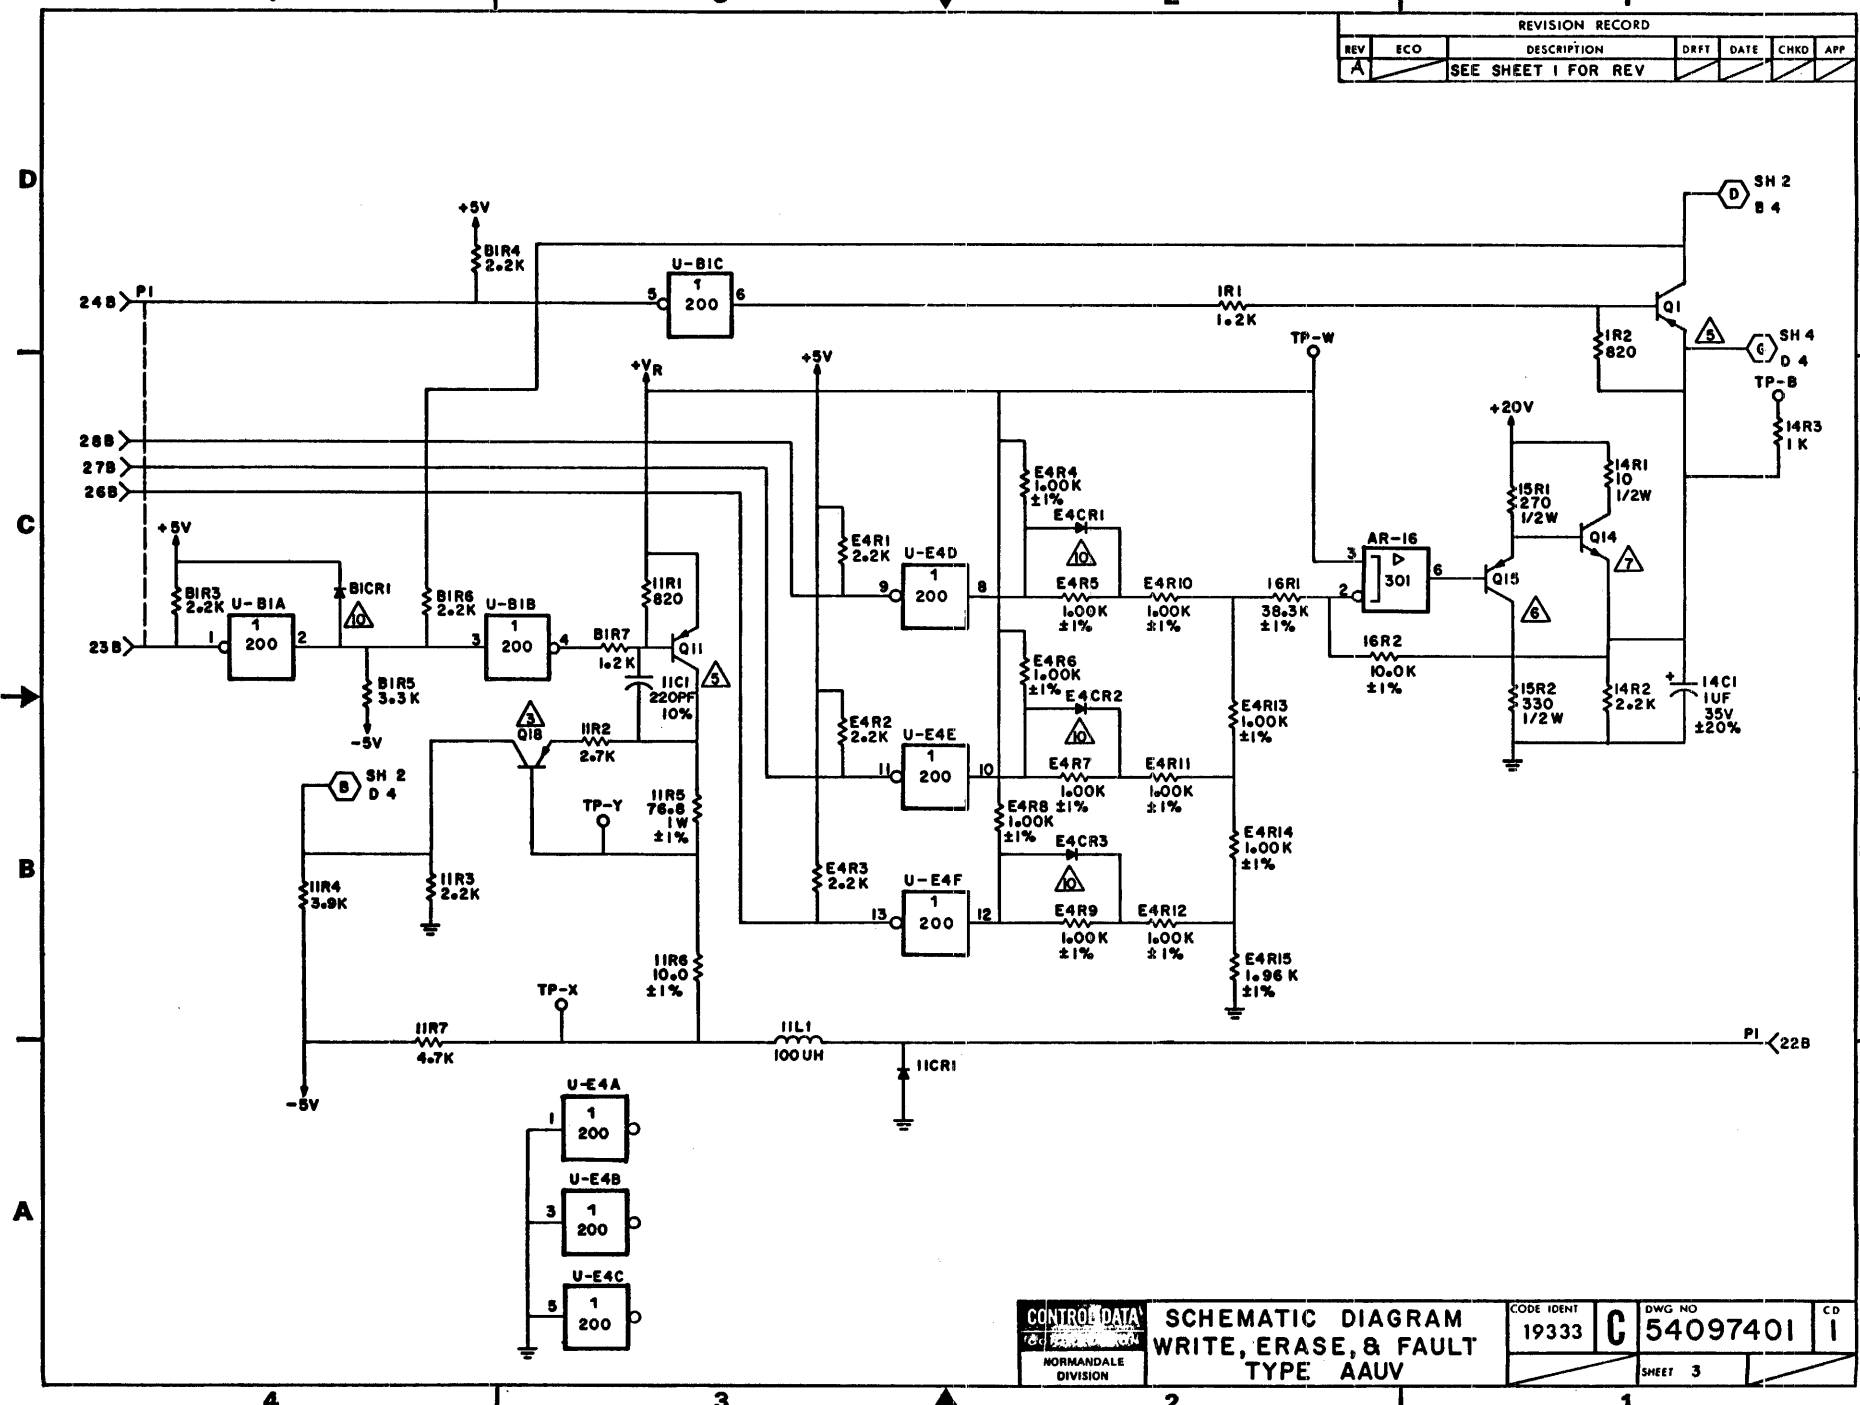 REVISION RECORD
REV ECO DESCRIPTION DRFT DATE CHKD APP
A SEE SHEET 1 FOR REV
D
C
B
A
SH 2
D
B 4
+5V
B1R4
2.2K
U-B1C
1
200
5
6
24B
P1
1R1
1.2K
Q1
5
1R2
820
G
SH 4
D 4
TP-B
14R3
1K
TP-W
+VR
+5V
+20V
28B
27B
26B
14R1
10
1/2W
15R1
270
1/2W
E4R4
1.00K
±1%
E4CR1
10
+5V
E4R1
2.2K
U-E4D
1
200
9
8
AR-16
3
2
301
6
Q15
6
Q14
7
B1R3
2.2K
B1CR1
10
B1R6
2.2K
11R1
820
E4R5
1.00K
±1%
E4R10
1.00K
±1%
16R1
38.3K
±1%
U-B1A
1
200
1
2
23B
U-B1B
1
200
3
4
B1R7
1.2K
Q11
5
16R2
10.0K
±1%
E4R6
1.00K
±1%
E4CR2
10
B1R5
3.3K
-5V
11C1
220PF
10%
15R2
330
1/2W
14R2
2.2K
14C1
+
1UF
35V
±20%
E4R13
1.00K
±1%
3
Q18
11R2
2.7K
E4R2
2.2K
U-E4E
1
200
11
10
E4R7
1.00K
±1%
E4R11
1.00K
±1%
B
SH 2
D 4
TP-Y
11R5
76.8
1W
±1%
E4R8
1.00K
±1%
E4CR3
10
E4R14
1.00K
±1%
11R4
3.9K
11R3
2.2K
E4R3
2.2K
U-E4F
1
200
13
12
E4R9
1.00K
±1%
E4R12
1.00K
±1%
11R6
10.0
±1%
E4R15
1.96K
±1%
TP-X
11R7
4.7K
11L1
100UH
P1
22B
11CR1
-5V
U-E4A
1
1
200
U-E4B
3
1
200
U-E4C
5
1
200
CONTROL DATA
NORMANDALE
DIVISION
SCHEMATIC DIAGRAM
WRITE, ERASE, & FAULT
TYPE AAUV
CODE IDENT
19333
C
DWG NO
54097401
CD
1
SHEET 3
4 3 2 1